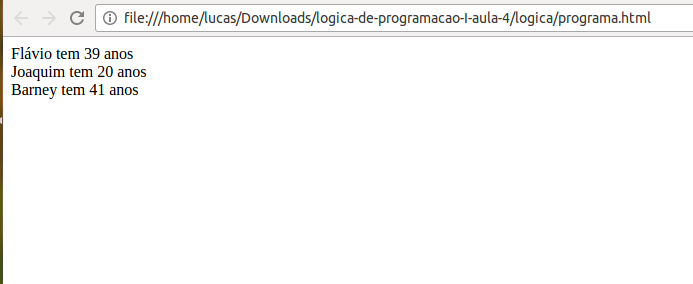 file:///home/lucas/Downloads/logica-de-programacao-I-aula-4/logica/programa.html
Flávio tem 39 anos
Joaquim tem 20 anos
Barney tem 41 anos